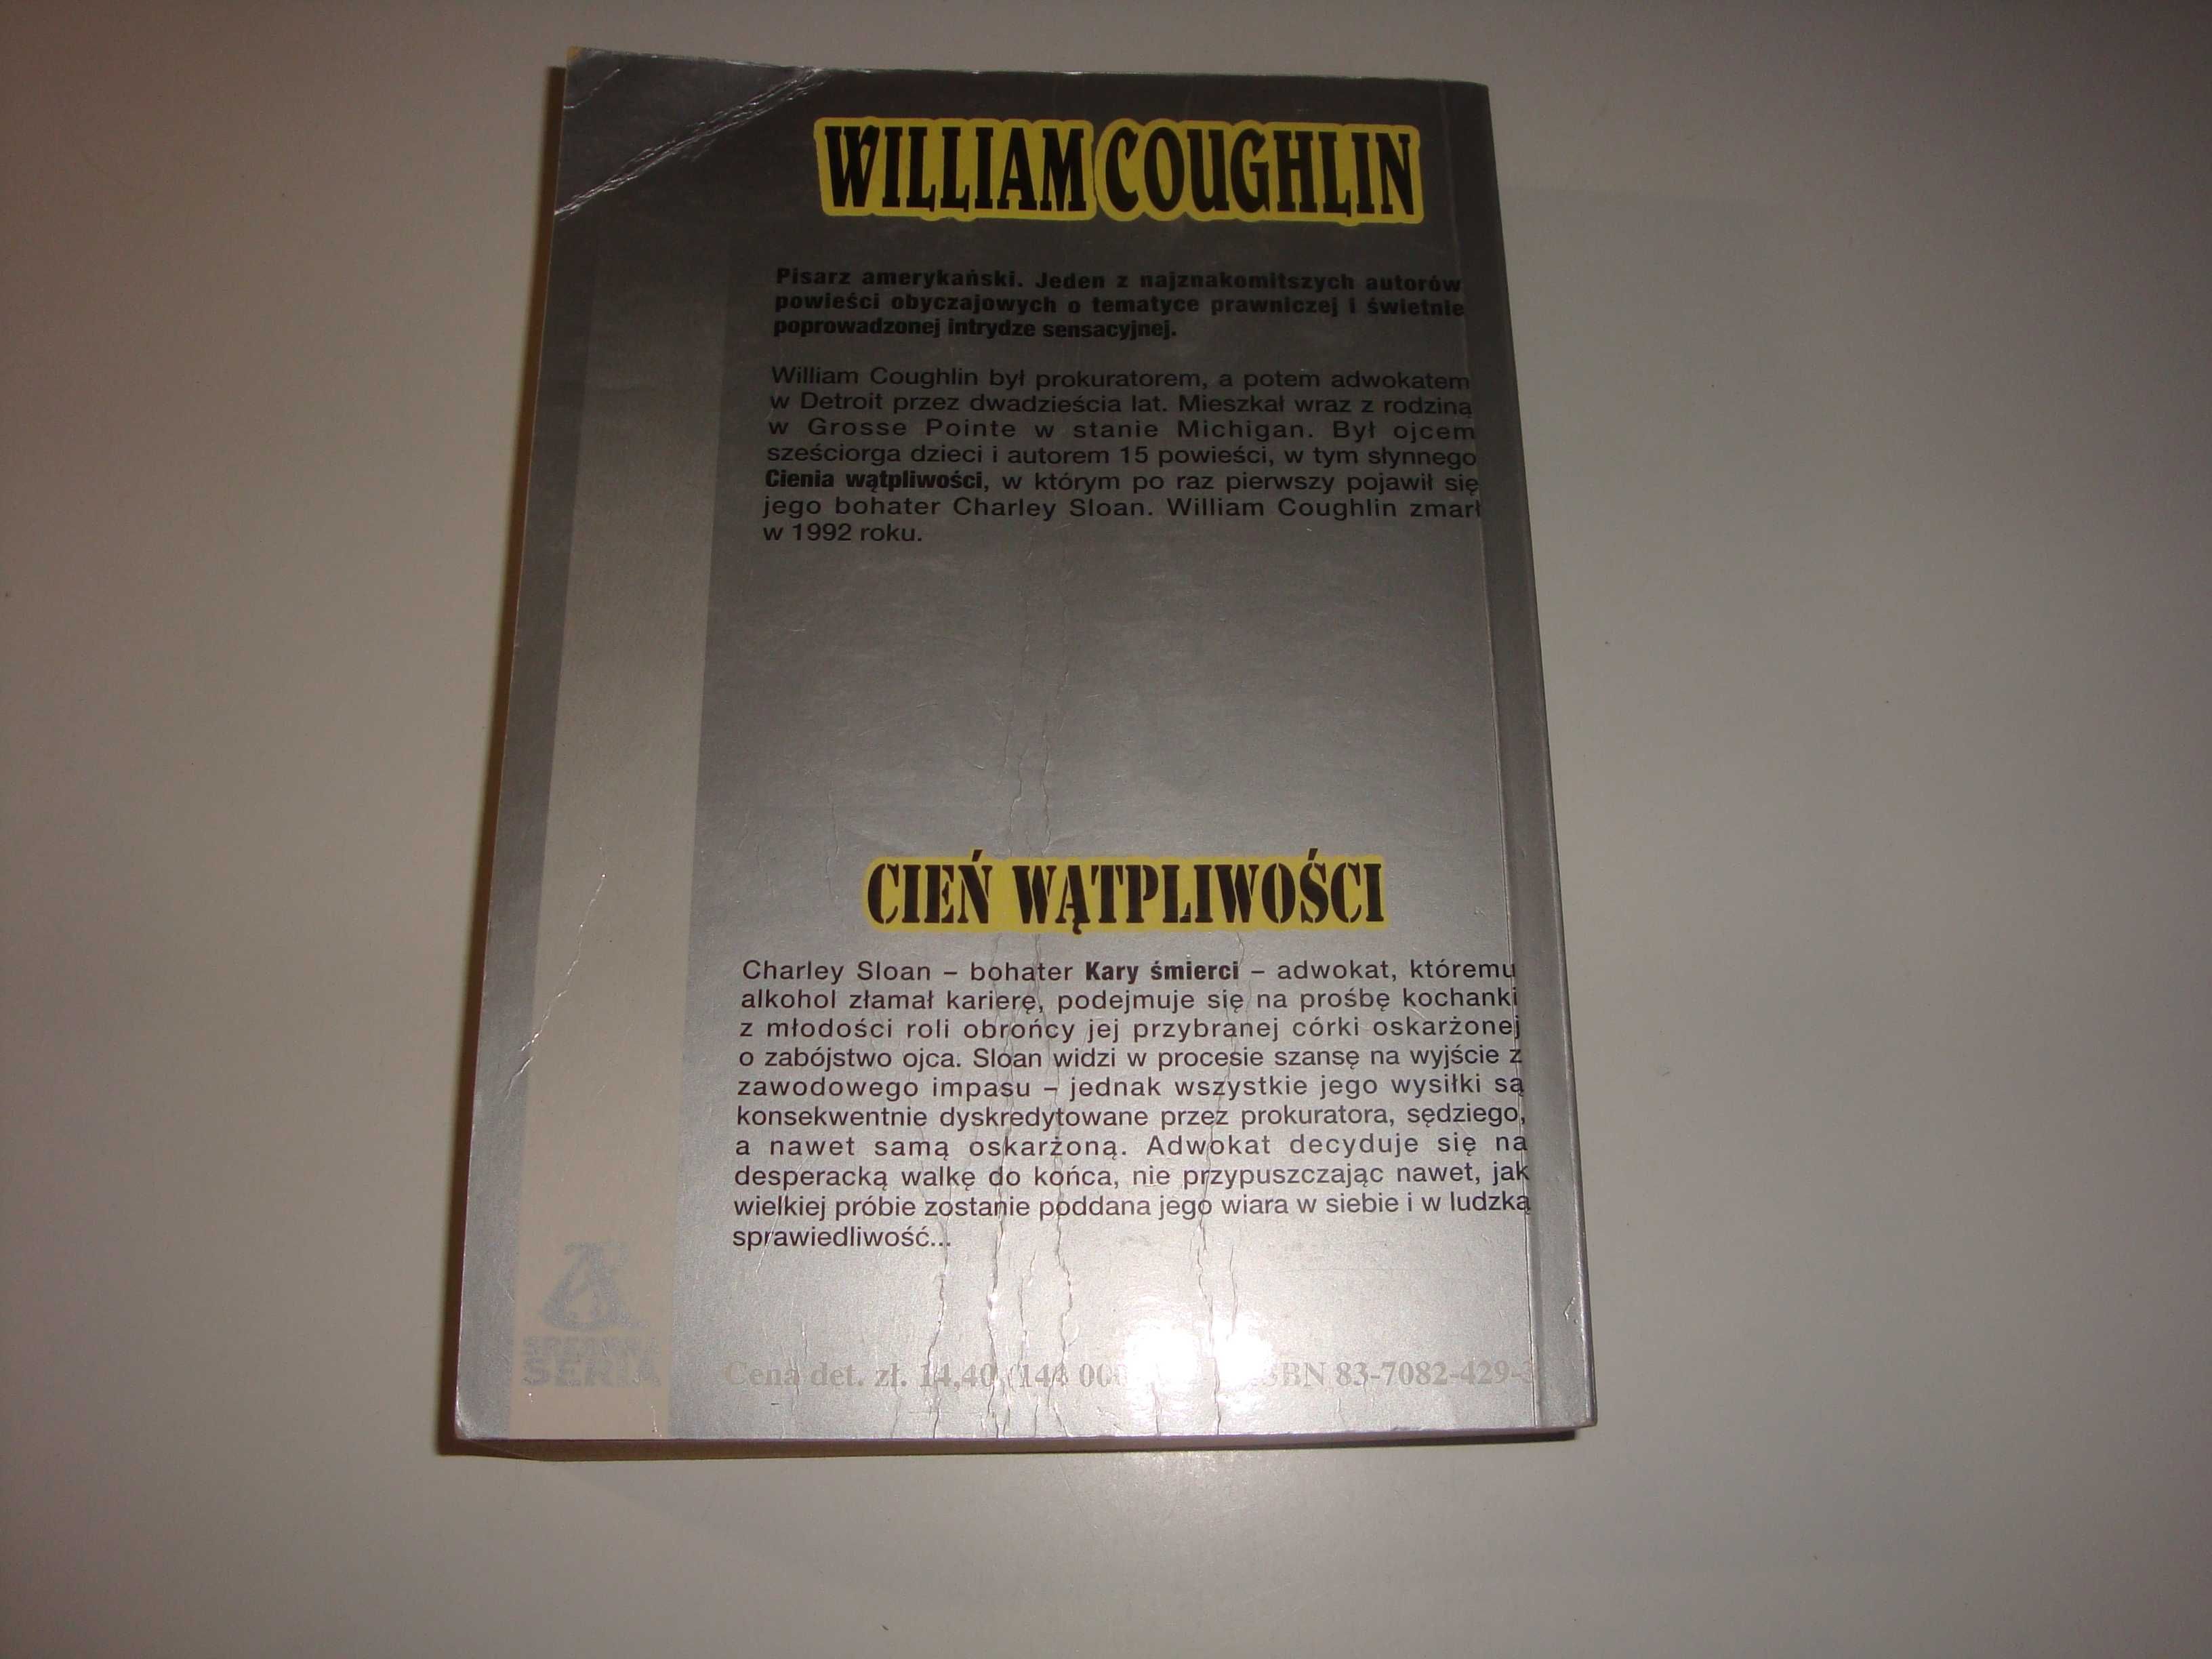 WILLIAM COUGHLIN
Pisarz amerykański. Jeden z najznakomitszych autorów
powieści obyczajowych o tematyce prawniczej i świetnie
poprowadzonej intrydze sensacyjnej.
William Coughlin był prokuratorem, a potem adwokatem
w Detroit przez dwadzieścia lat. Mieszkał wraz z rodziną
w Grosse Pointe w stanie Michigan. Był ojcem
sześciorga dzieci i autorem 15 powieści, w tym słynnego
Cienia wątpliwości, w którym po raz pierwszy pojawił się
jego bohater Charley Sloan. William Coughlin zmarł
w 1992 roku.
CIEŃ WĄTPLIWOŚCI
Charley Sloan – bohater Kary śmierci – adwokat, któremu
alkohol złamał karierę, podejmuje się na prośbę kochanki
z młodości roli obrońcy jej przybranej córki oskarżonej
o zabójstwo ojca. Sloan widzi w procesie szansę na wyjście z
zawodowego impasu – jednak wszystkie jego wysiłki są
konsekwentnie dyskredytowane przez prokuratora, sędziego,
a nawet samą oskarżoną. Adwokat decyduje się na
desperacką walkę do końca, nie przypuszczając nawet, jak
wielkiej próbie zostanie poddana jego wiara w siebie i w ludzką
sprawiedliwość...
SERIA
Cena det. zł. 14,40 83-7082-429-3